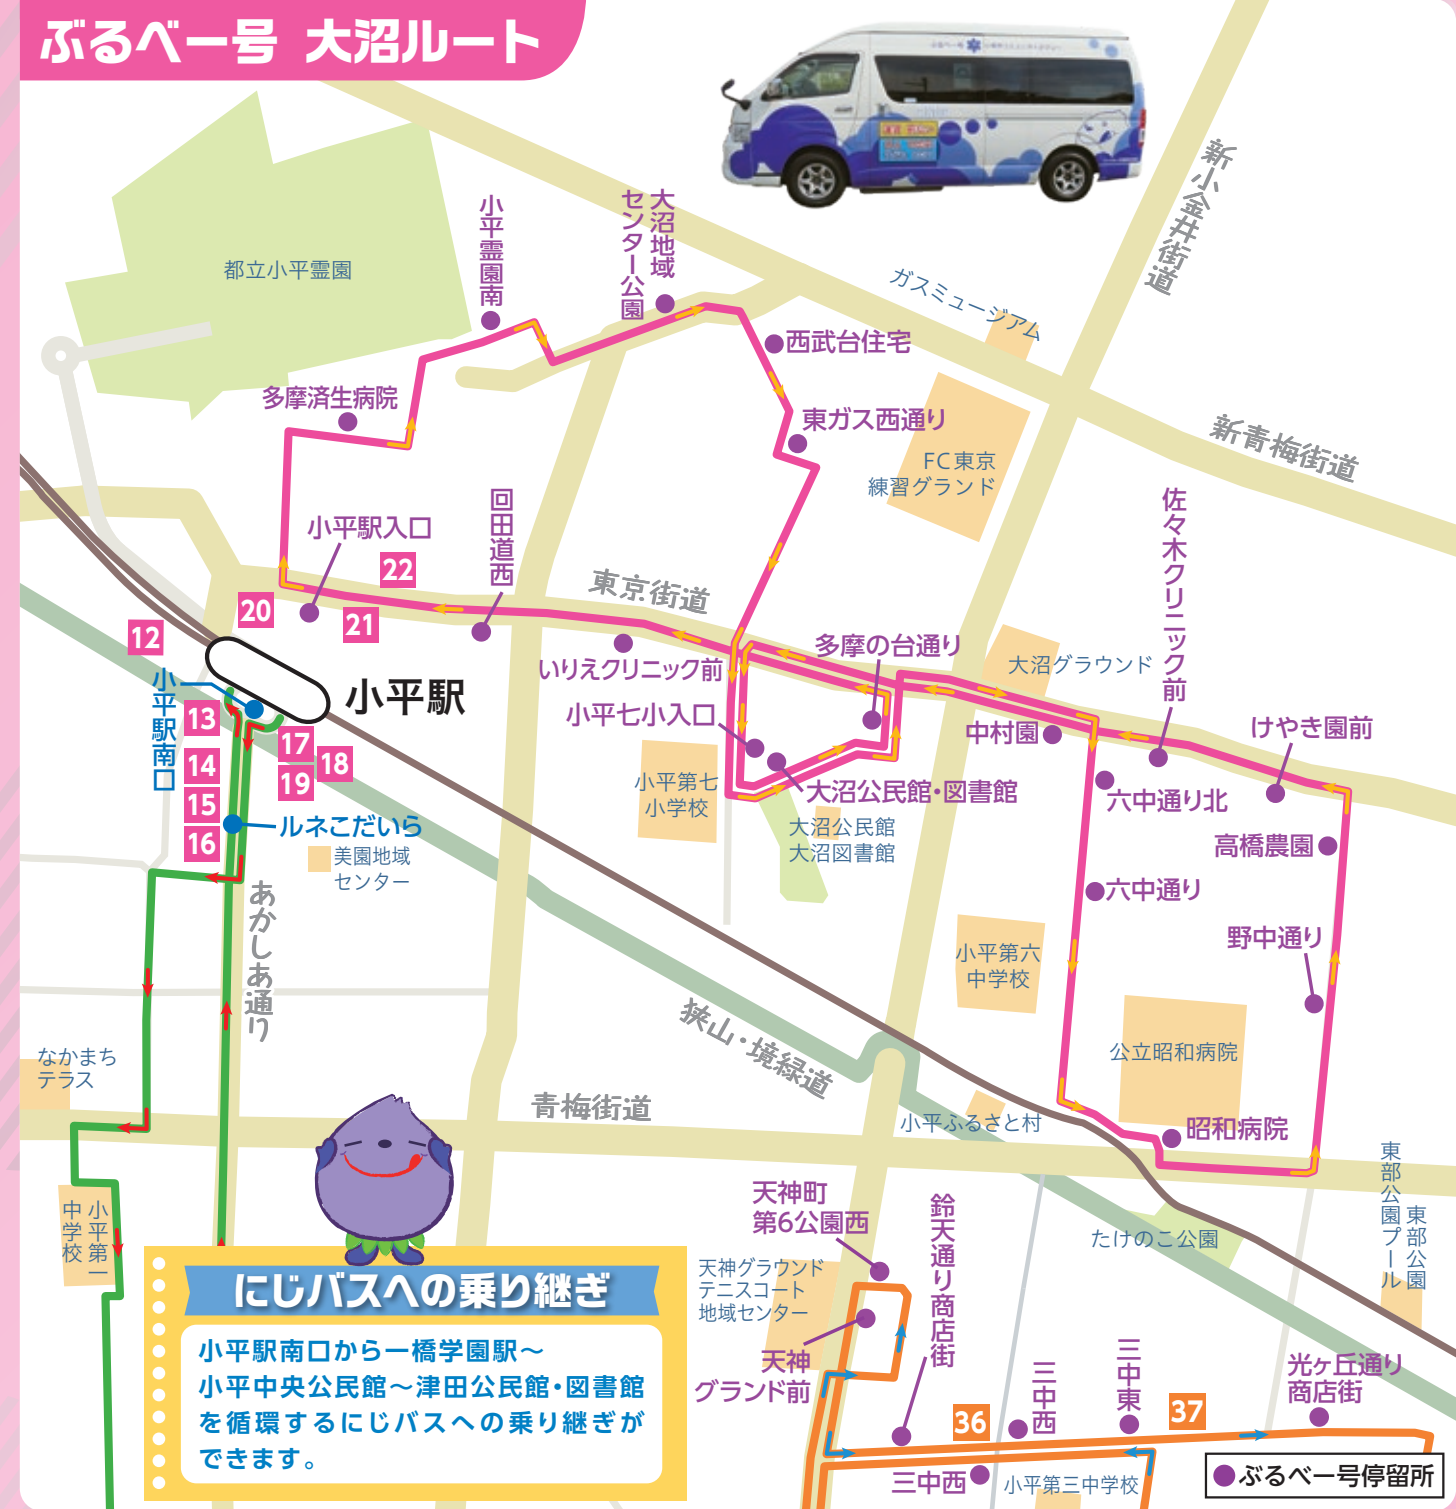 ぶるべー号 大沼ルート
新小金井街道
小平霊園南
大沼地域
センター公園
都立小平霊園
ガスミュージアム
西武台住宅
多摩済生病院
東ガス西通り
新青梅街道
FC東京
練習グランド
回田道西
佐々木クリニック前
小平駅入口
22
東京街道
20
21
12
多摩の台通り
大沼グラウンド
いりえクリニック前
小平駅南口
小平駅
13
小平七小入口
中村園
けやき園前
17
18
14
19
小平第七
小学校
大沼公民館・図書館
六中通り北
15
16
ルネこだいら
大沼公民館
大沼図書館
高橋農園
美園地域
センター
あかしあ通り
六中通り
野中通り
小平第六
中学校
狭山・境緑道
なかまち
テラス
公立昭和病院
青梅街道
小平ふるさと村
昭和病院
東部公園プール
東部公園
小平第一
中学校
天神町
第6公園西
鈴天通り商店街
たけのこ公園
天神グラウンド
テニスコート
地域センター
にじバスへの乗り継ぎ
小平駅南口から一橋学園駅～
小平中央公民館～津田公民館・図書館
を循環するにじバスへの乗り継ぎが
できます。
天神
グランド前
三中西
三中東
光ヶ丘通り
商店街
36
37
三中西
小平第三中学校
ぶるべー号停留所